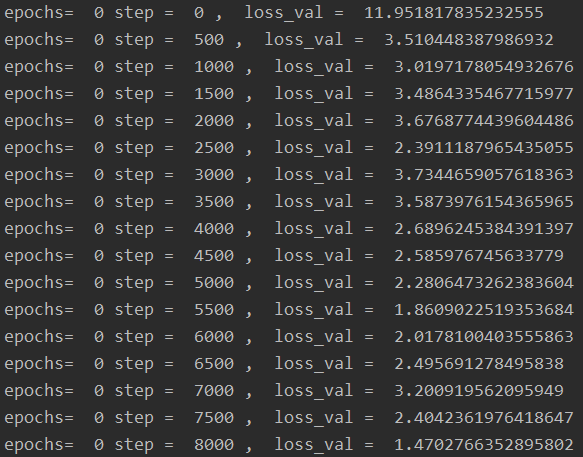 epochs=  0 step =  0 ,  loss_val =  11.951817835232555
epochs=  0 step =  500 ,  loss_val =  3.510448387986932
epochs=  0 step =  1000 ,  loss_val =  3.0197178054932676
epochs=  0 step =  1500 ,  loss_val =  3.4864335467715977
epochs=  0 step =  2000 ,  loss_val =  3.6768774439604486
epochs=  0 step =  2500 ,  loss_val =  2.3911187965435055
epochs=  0 step =  3000 ,  loss_val =  3.7344659057618363
epochs=  0 step =  3500 ,  loss_val =  3.5873976154365965
epochs=  0 step =  4000 ,  loss_val =  2.6896245384391397
epochs=  0 step =  4500 ,  loss_val =  2.585976745633779
epochs=  0 step =  5000 ,  loss_val =  2.2806473262383604
epochs=  0 step =  5500 ,  loss_val =  1.8609022519353684
epochs=  0 step =  6000 ,  loss_val =  2.0178100403555863
epochs=  0 step =  6500 ,  loss_val =  2.495691278495838
epochs=  0 step =  7000 ,  loss_val =  3.200919562095949
epochs=  0 step =  7500 ,  loss_val =  2.4042361976418647
epochs=  0 step =  8000 ,  loss_val =  1.4702766352895802